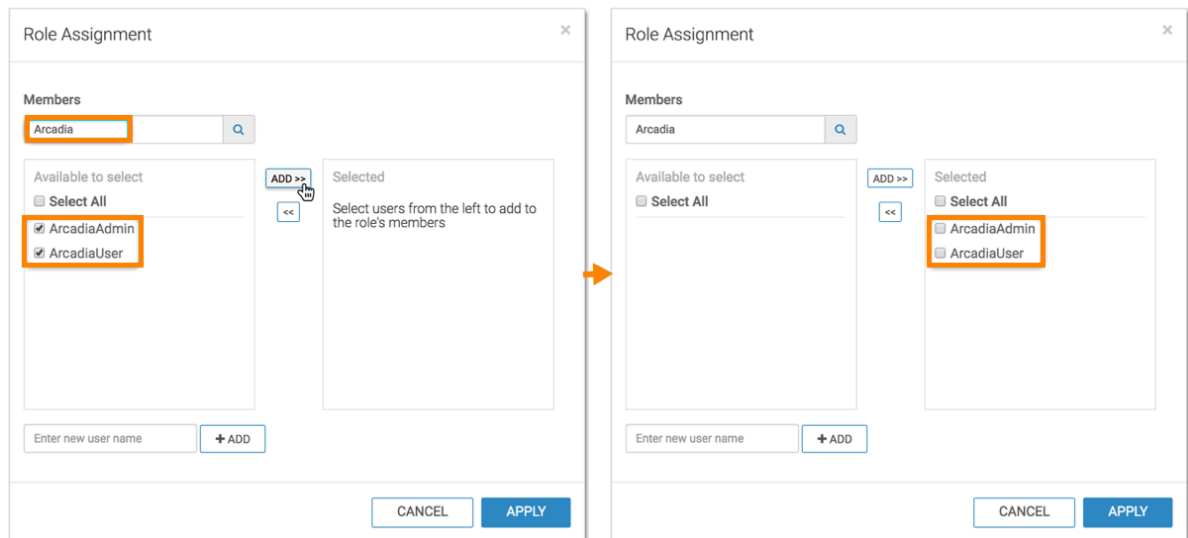 Role Assignment ×
Members
Arcadia
Available to select
Select All
ArcadiaAdmin
ArcadiaUser
ADD >>
<<
Selected
Select users from the left to add to
the role's members
Enter new user name
+ ADD
CANCEL
APPLY
Role Assignment ×
Members
Arcadia
Available to select
Select All
ADD >>
<<
Selected
Select All
ArcadiaAdmin
ArcadiaUser
Enter new user name
+ ADD
CANCEL
APPLY